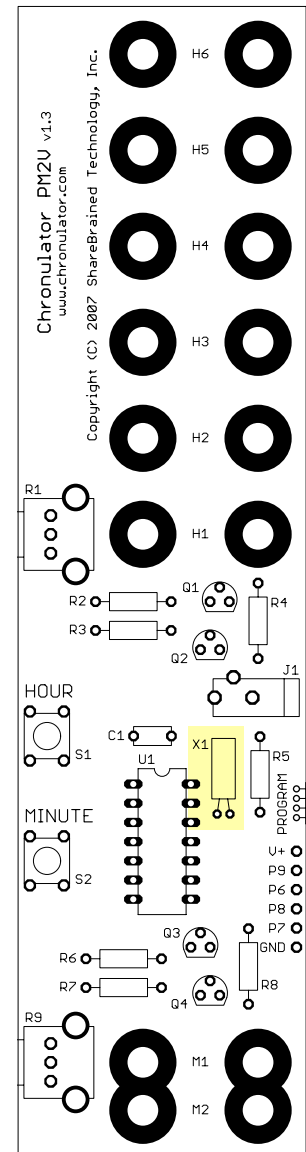 Chronulator PM2V v1.3
www.chronulator.com
Copyright (C) 2007 ShareBrained Technology, Inc.
H6
H5
H4
H3
H2
H1
R1
R2
R3
Q1
Q2
R4
J1
HOUR
S1
C1
U1
X1
R5
PROGRAM
MINUTE
S2
V+
P9
P6
P8
P7
GND
Q3
R6
R7
Q4
R8
R9
M1
M2